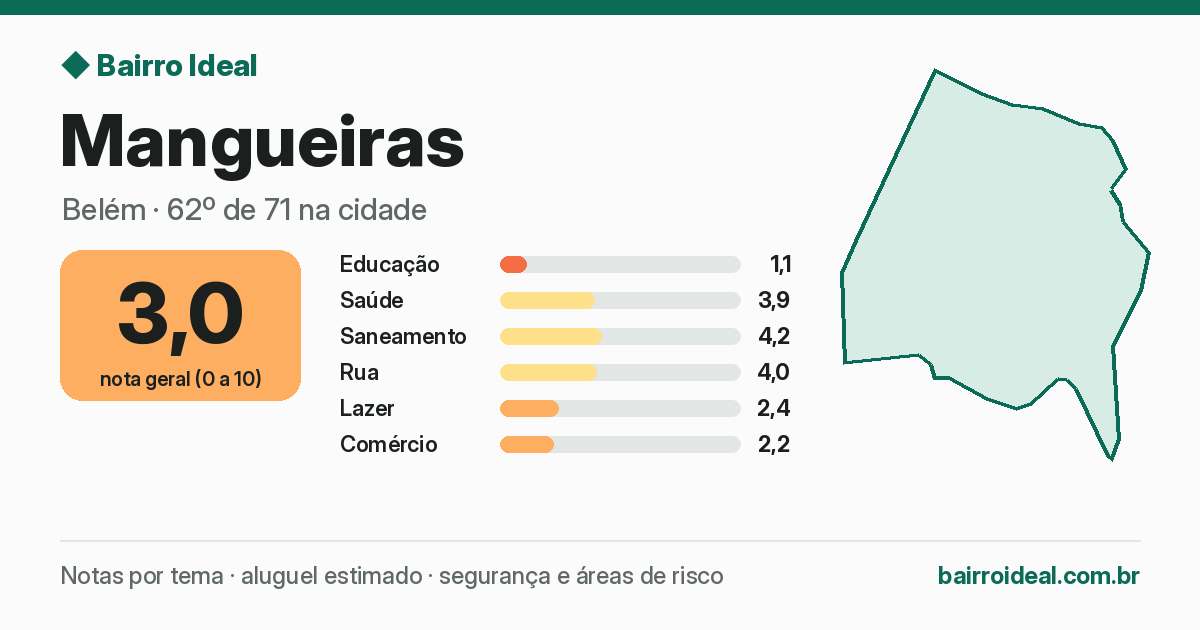 Bairro Ideal
Mangueiras
Belém · 62º de 71 na cidade
3,0
nota geral (0 a 10)
Educação 1,1
Saúde 3,9
Saneamento 4,2
Rua 4,0
Lazer 2,4
Comércio 2,2
Notas por tema · aluguel estimado · segurança e áreas de risco
bairroideal.com.br